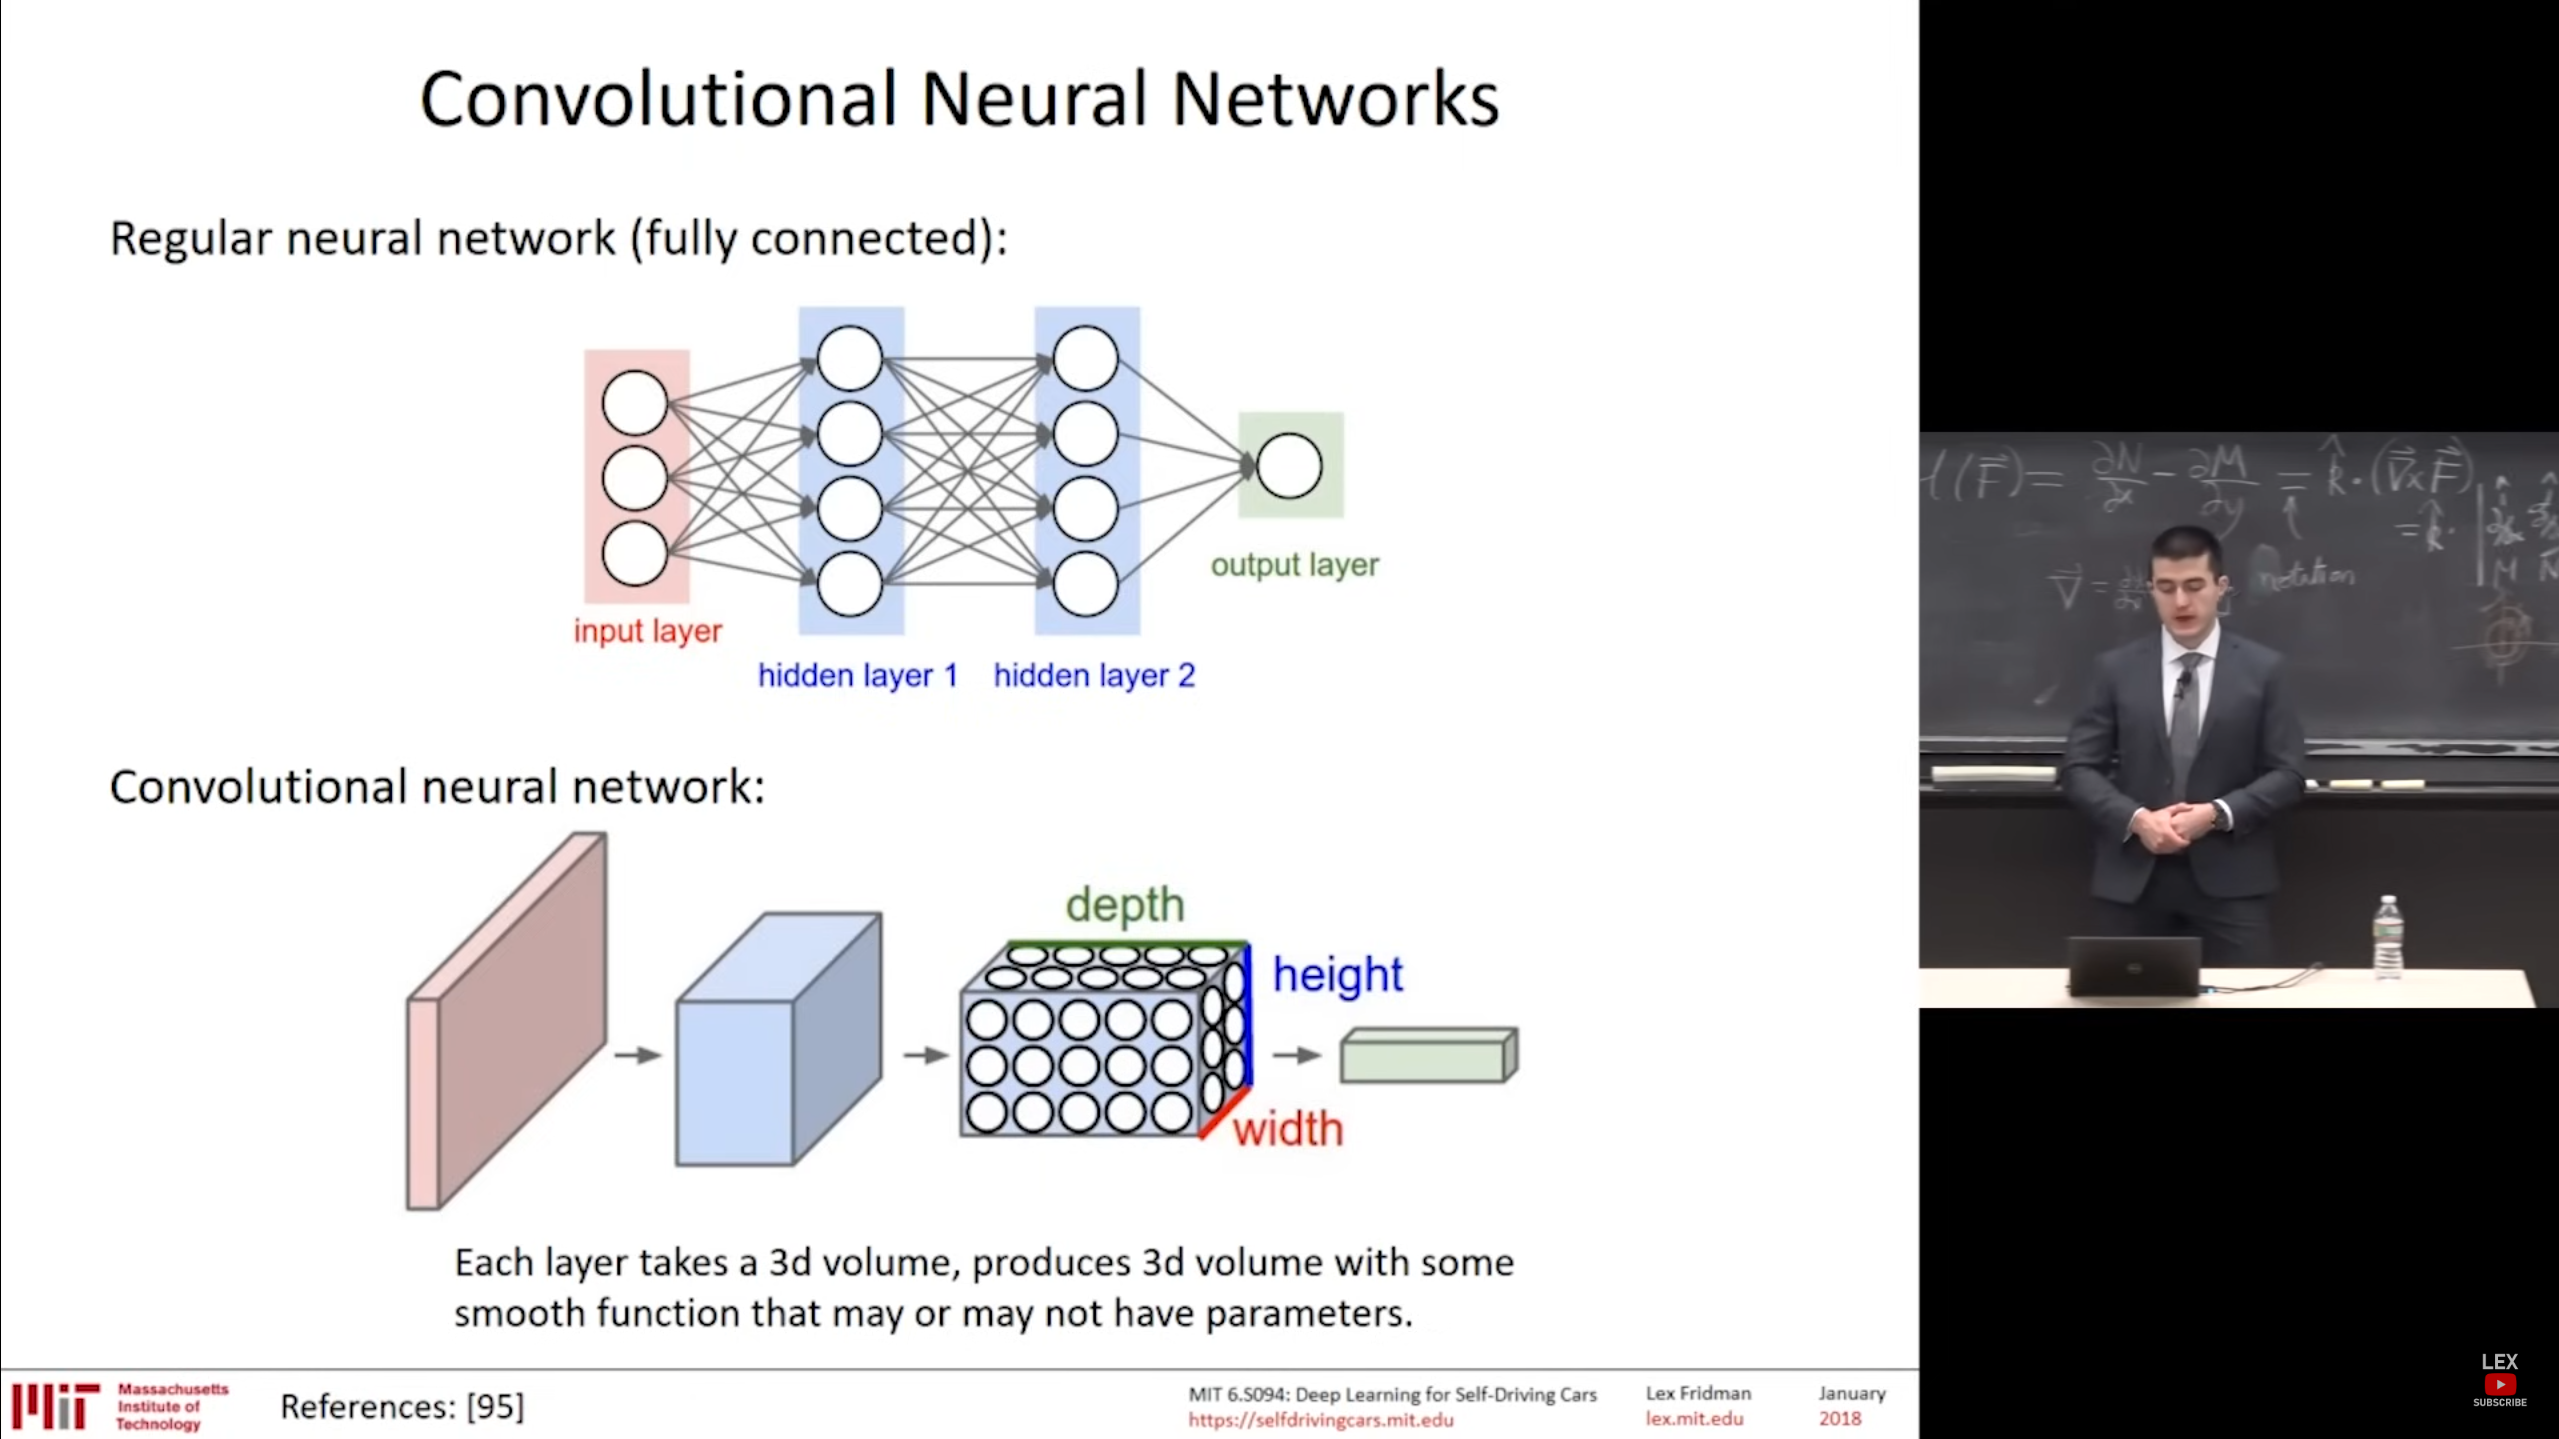 Convolutional Neural Networks
Regular neural network (fully connected):
input layer
hidden layer 1
hidden layer 2
output layer
Convolutional neural network:
depth
height
width
Each layer takes a 3d volume, produces 3d volume with some
smooth function that may or may not have parameters.
Massachusetts
Institute of
Technology
References: [95]
MIT 6.S094: Deep Learning for Self-Driving Cars
https://selfdrivingcars.mit.edu
Lex Fridman
lex.mit.edu
January
2018
(F⃗) = ∂N/∂x - ∂M/∂y = k̂ · (∇⃗×F⃗)
= k̂ ·
∇⃗ =
notation
M N
LEX
SUBSCRIBE